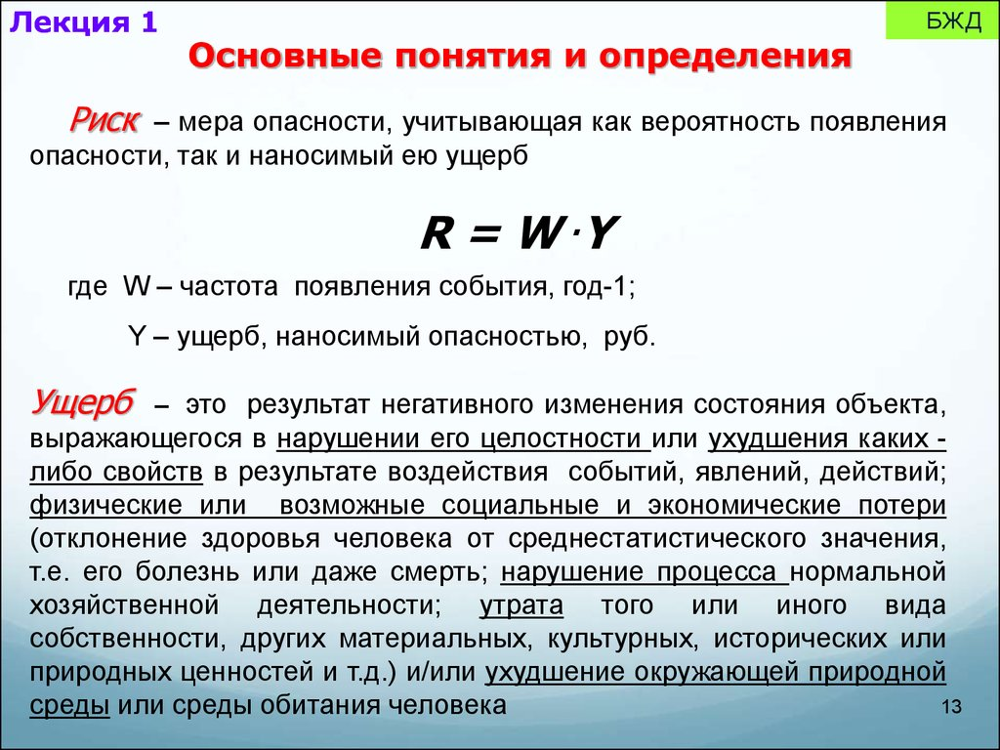 Лекция 1
БЖД
Основные понятия и определения
Риск – мера опасности, учитывающая как вероятность появления
опасности, так и наносимый ею ущерб
R = W·Y
где W – частота появления события, год-1;
Y – ущерб, наносимый опасностью, руб.
Ущерб – это результат негативного изменения состояния объекта,
выражающегося в нарушении его целостности или ухудшения каких -
либо свойств в результате воздействия событий, явлений, действий;
физические или возможные социальные и экономические потери
(отклонение здоровья человека от среднестатистического значения,
т.е. его болезнь или даже смерть; нарушение процесса нормальной
хозяйственной деятельности; утрата того или иного вида
собственности, других материальных, культурных, исторических или
природных ценностей и т.д.) и/или ухудшение окружающей природной
среды или среды обитания человека
13